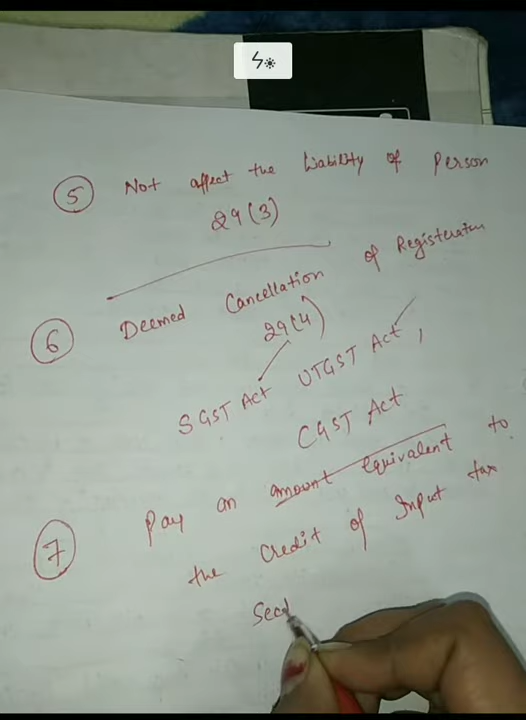 5 Not affect the Liability of Person
29(3)
6 Deemed Cancellation of Registration
29(4)
SGST Act UTGST Act,
CGST Act
7 Pay an amount equivalent to
the Credit of Input tax
Sec